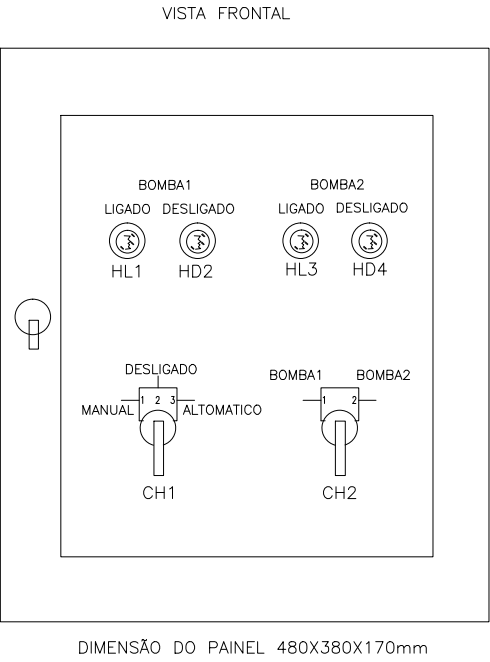 VISTA FRONTAL
BOMBA1 BOMBA2
LIGADO DESLIGADO LIGADO DESLIGADO
HL1 HD2 HL3 HD4
DESLIGADO
BOMBA1 BOMBA2
1 2 3 1 2
MANUAL ALTOMATICO
CH1 CH2
DIMENSÃO DO PAINEL 480X380X170mm